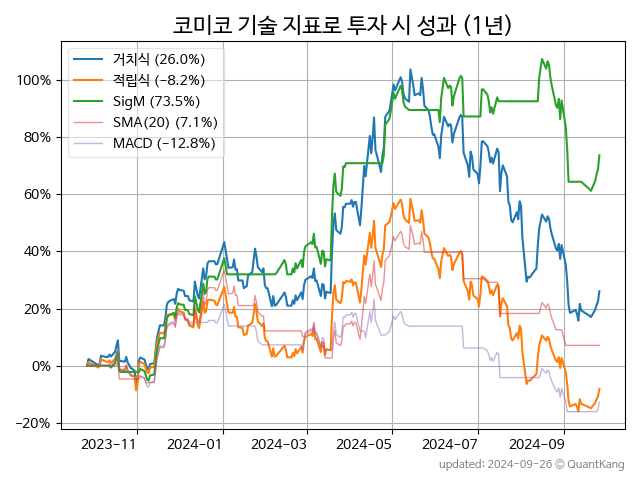 코미코 기술 지표로 투자 시 성과 (1년)
거치식 (26.0%)
적립식 (−8.2%)
SigM (73.5%)
SMA(20) (7.1%)
MACD (−12.8%)
100%
80%
60%
40%
20%
0%
−20%
2023-11
2024-01
2024-03
2024-05
2024-07
2024-09
updated: 2024-09-26 © QuantKang